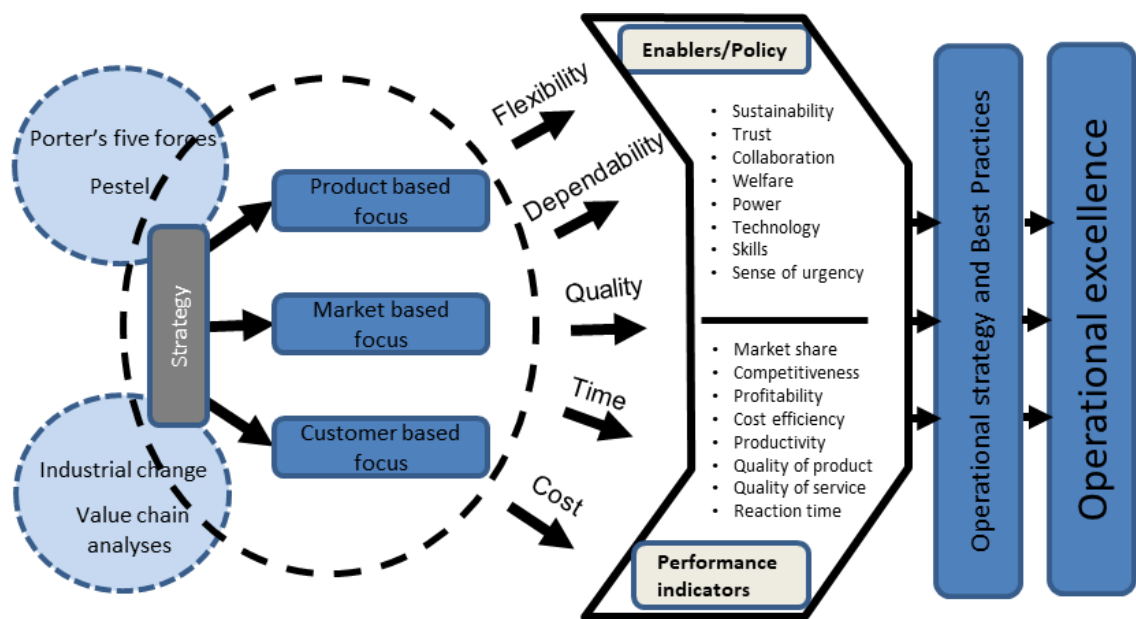 Porter's five forces
Pestel
Strategy
Industrial change
Value chain
analyses
Product based
focus
Market based
focus
Customer based
focus
Flexibility
Dependability
Quality
Time
Cost
Enablers/Policy
• Sustainability
• Trust
• Collaboration
• Welfare
• Power
• Technology
• Skills
• Sense of urgency
• Market share
• Competitiveness
• Profitability
• Cost efficiency
• Productivity
• Quality of product
• Quality of service
• Reaction time
Performance
indicators
Operational strategy and Best Practices
Operational excellence